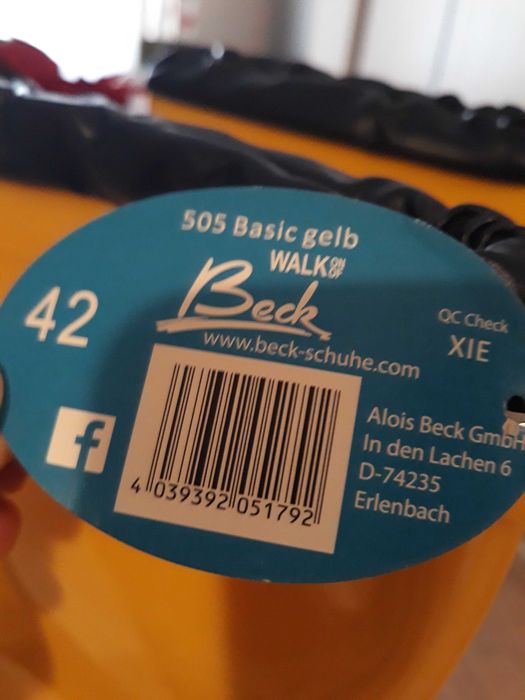 505 Basic gelb
WALK ON OF
Beck
www.beck-schuhe.com
42
QC Check
XIE
Alois Beck GmbH
In den Lachen 6
D-74235
Erlenbach
f
4 039392 051792